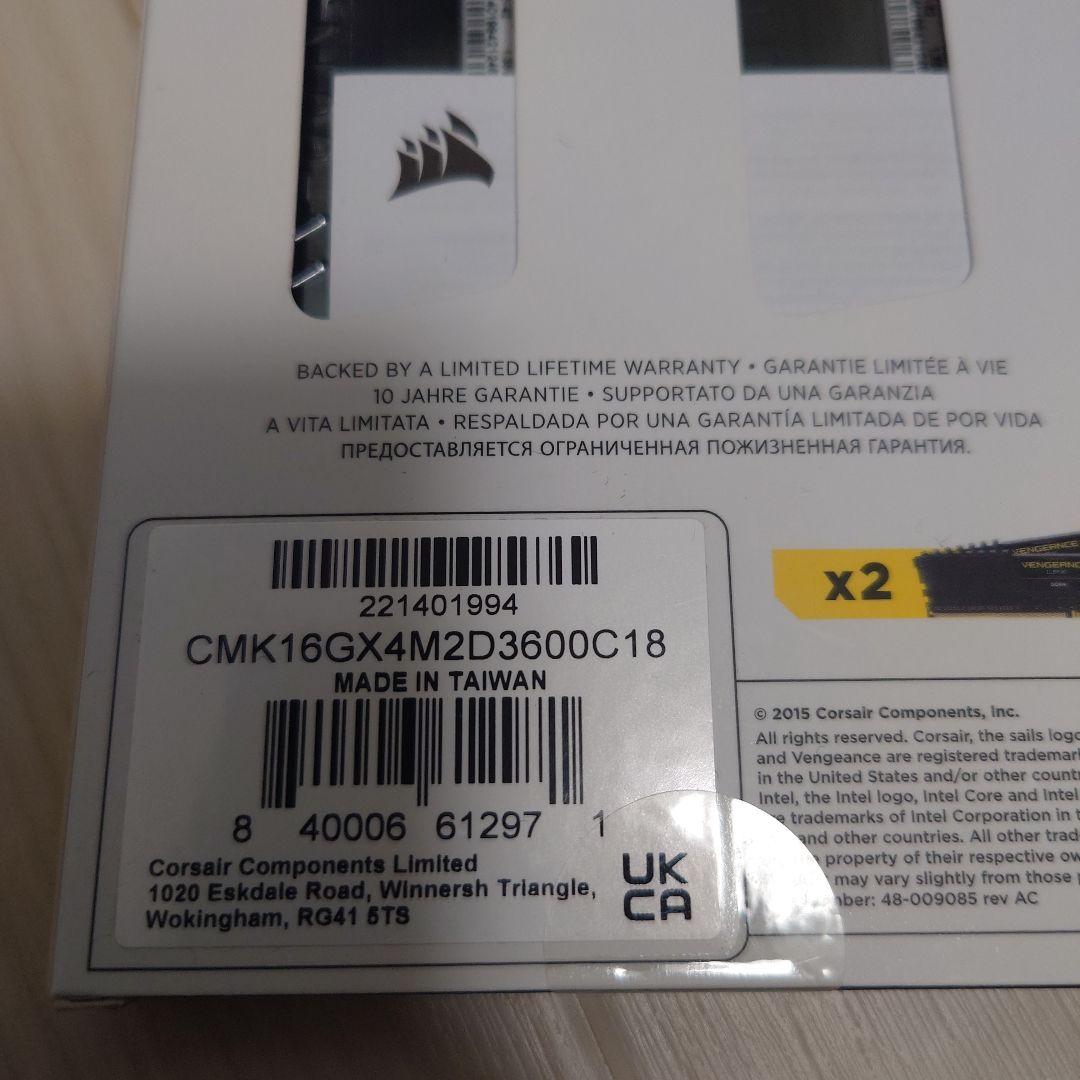 BACKED BY A LIMITED LIFETIME WARRANTY • GARANTIE LIMITÉE À VIE
10 JAHRE GARANTIE • SUPPORTATO DA UNA GARANZIA
A VITA LIMITATA • RESPALDADA POR UNA GARANTÍA LIMITADA DE POR VIDA
ПРЕДОСТАВЛЯЕТСЯ ОГРАНИЧЕННАЯ ПОЖИЗНЕННАЯ ГАРАНТИЯ.
221401994
CMK16GX4M2D3600C18
MADE IN TAIWAN
8 40006 61297 1
Corsair Components Limited
1020 Eskdale Road, Winnersh Triangle,
Wokingham, RG41 5TS
UK
CA
x2
VENGEANCE
VENGEANC
© 2015 Corsair Components, Inc.
All rights reserved. Corsair, the sails logo
and Vengeance are registered trademar
in the United States and/or other countr
Intel, the Intel logo, Intel Core and Intel
trademarks of Intel Corporation in t
and other countries. All other trad
property of their respective ow
may vary slightly from those p
mber: 48-009085 rev AC